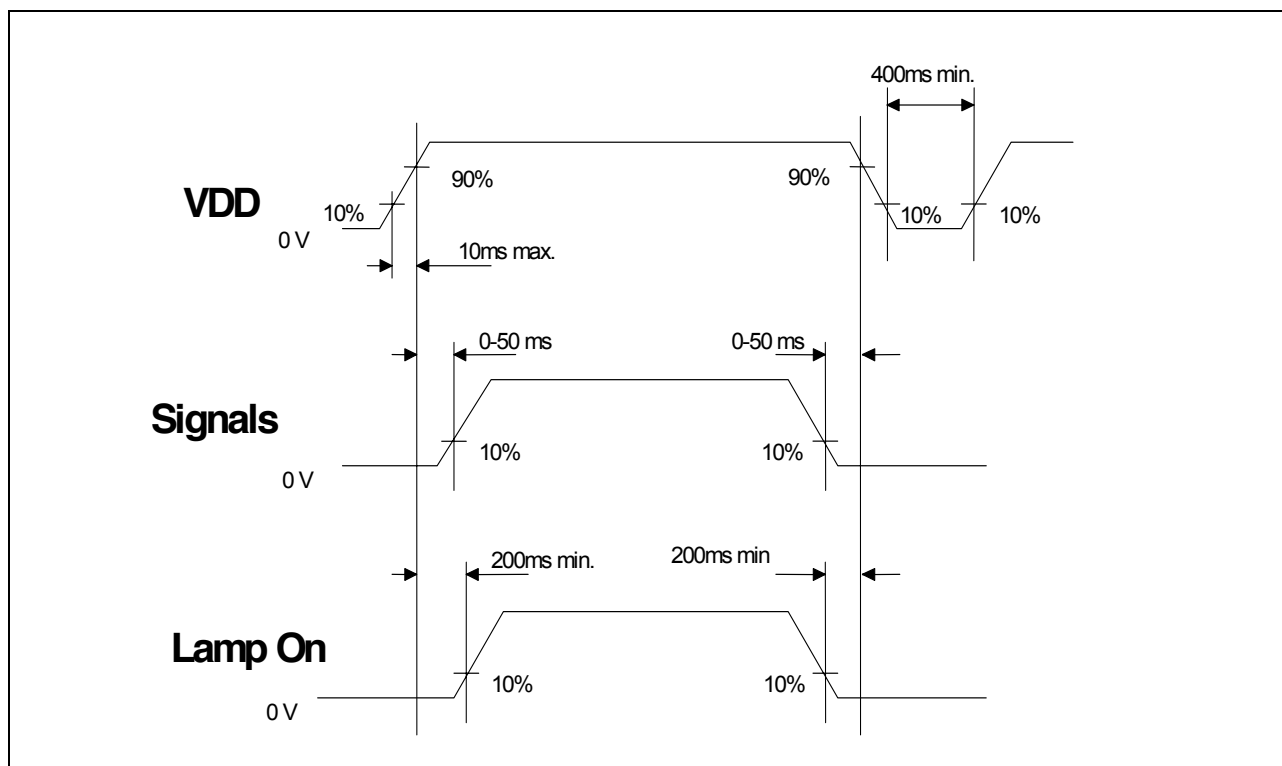 400ms min.
90%
90%
VDD
10%
10%
10%
0 V
10ms max.
0-50 ms
0-50 ms
Signals
10%
10%
0 V
200ms min.
200ms min
Lamp On
10%
10%
0 V